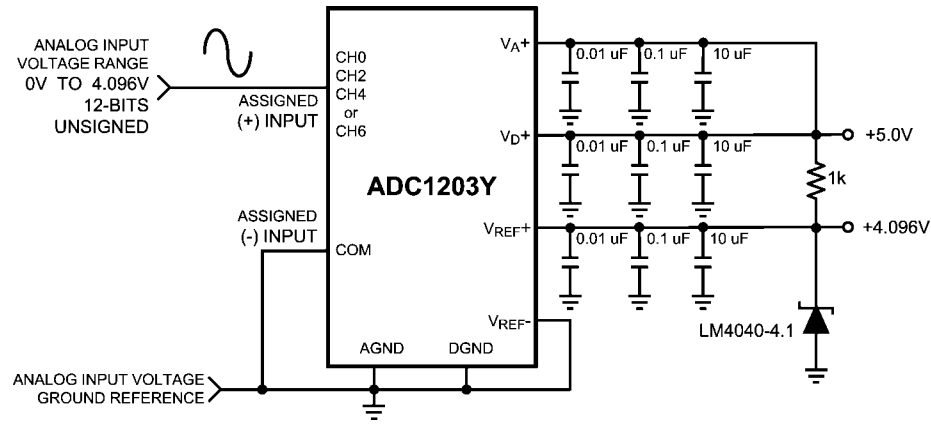 ANALOG INPUT
VOLTAGE RANGE
0V TO 4.096V
12-BITS
UNSIGNED
ASSIGNED
(+) INPUT
CH0
CH2
CH4
or
CH6
ADC1203Y
ASSIGNED
(-) INPUT
COM
AGND
DGND
ANALOG INPUT VOLTAGE
GROUND REFERENCE
VA+
0.01 uF
0.1 uF
10 uF
VD+
0.01 uF
0.1 uF
10 uF
+5.0V
1k
VREF+
0.01 uF
0.1 uF
10 uF
+4.096V
VREF-
LM4040-4.1